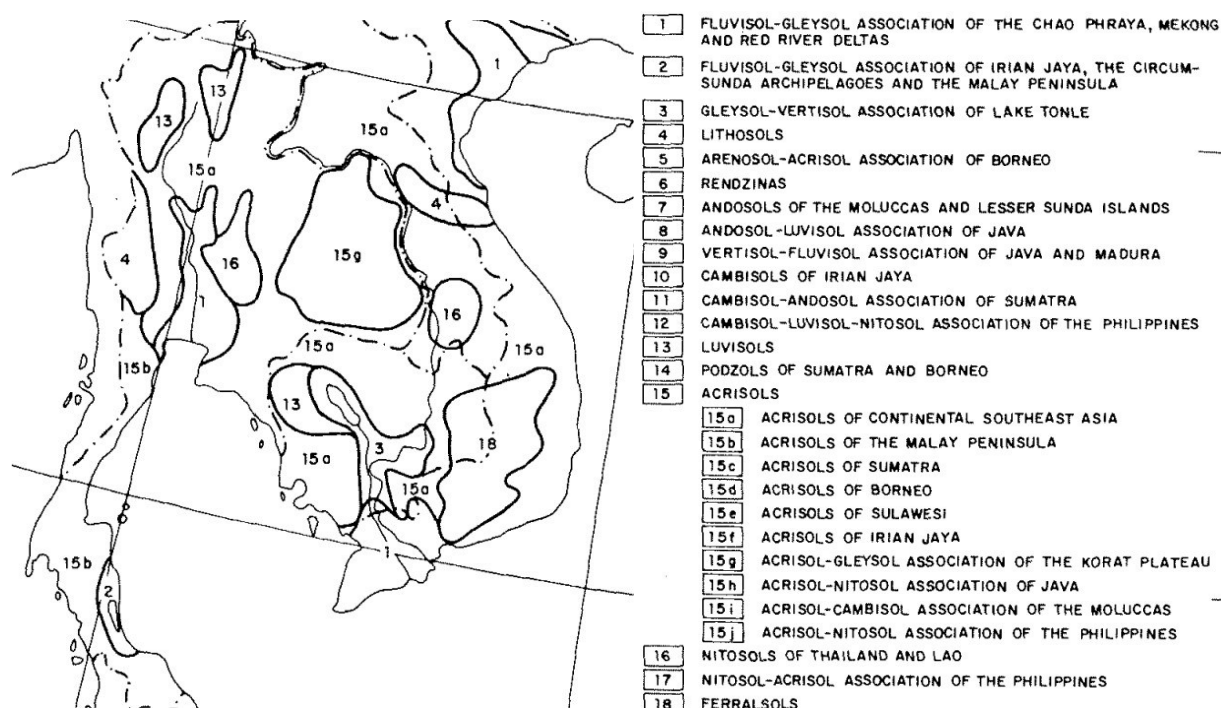 1
13
13
15a
15a
4
4
15g
16
1
16
15a
15a
15b
13
3
18
15a
15a
1
15b
2
1 FLUVISOL-GLEYSOL ASSOCIATION OF THE CHAO PHRAYA, MEKONG
AND RED RIVER DELTAS
2 FLUVISOL-GLEYSOL ASSOCIATION OF IRIAN JAYA, THE CIRCUM-
SUNDA ARCHIPELAGOES AND THE MALAY PENINSULA
3 GLEYSOL-VERTISOL ASSOCIATION OF LAKE TONLE
4 LITHOSOLS
5 ARENOSOL-ACRISOL ASSOCIATION OF BORNEO
6 RENDZINAS
7 ANDOSOLS OF THE MOLUCCAS AND LESSER SUNDA ISLANDS
8 ANDOSOL-LUVISOL ASSOCIATION OF JAVA
9 VERTISOL-FLUVISOL ASSOCIATION OF JAVA AND MADURA
10 CAMBISOLS OF IRIAN JAYA
11 CAMBISOL-ANDOSOL ASSOCIATION OF SUMATRA
12 CAMBISOL-LUVISOL-NITOSOL ASSOCIATION OF THE PHILIPPINES
13 LUVISOLS
14 PODZOLS OF SUMATRA AND BORNEO
15 ACRISOLS
15a ACRISOLS OF CONTINENTAL SOUTHEAST ASIA
15b ACRISOLS OF THE MALAY PENINSULA
15c ACRISOLS OF SUMATRA
15d ACRISOLS OF BORNEO
15e ACRISOLS OF SULAWESI
15f ACRISOLS OF IRIAN JAYA
15g ACRISOL-GLEYSOL ASSOCIATION OF THE KORAT PLATEAU
15h ACRISOL-NITOSOL ASSOCIATION OF JAVA
15i ACRISOL-CAMBISOL ASSOCIATION OF THE MOLUCCAS
15j ACRISOL-NITOSOL ASSOCIATION OF THE PHILIPPINES
16 NITOSOLS OF THAILAND AND LAO
17 NITOSOL-ACRISOL ASSOCIATION OF THE PHILIPPINES
18 FERRALSOLS